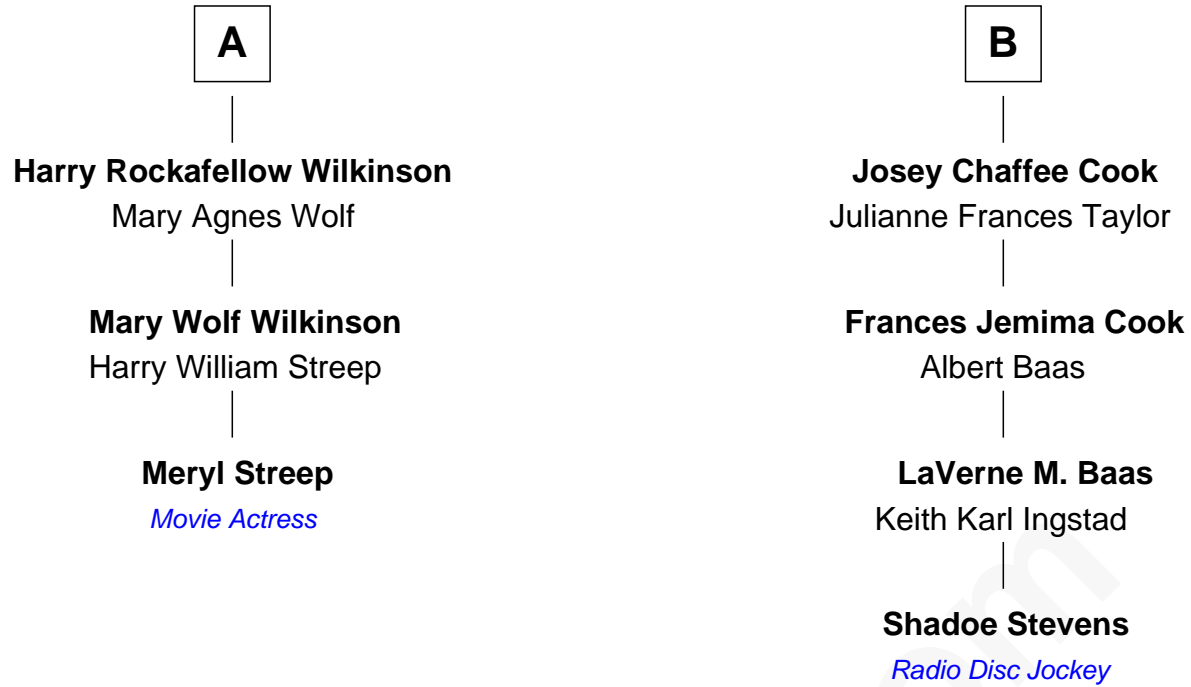 A
Harry Rockafellow Wilkinson
Mary Agnes Wolf
Mary Wolf Wilkinson
Harry William Streep
Meryl Streep
Movie Actress
B
Josey Chaffee Cook
Julianne Frances Taylor
Frances Jemima Cook
Albert Baas
LaVerne M. Baas
Keith Karl Ingstad
Shadoe Stevens
Radio Disc Jockey